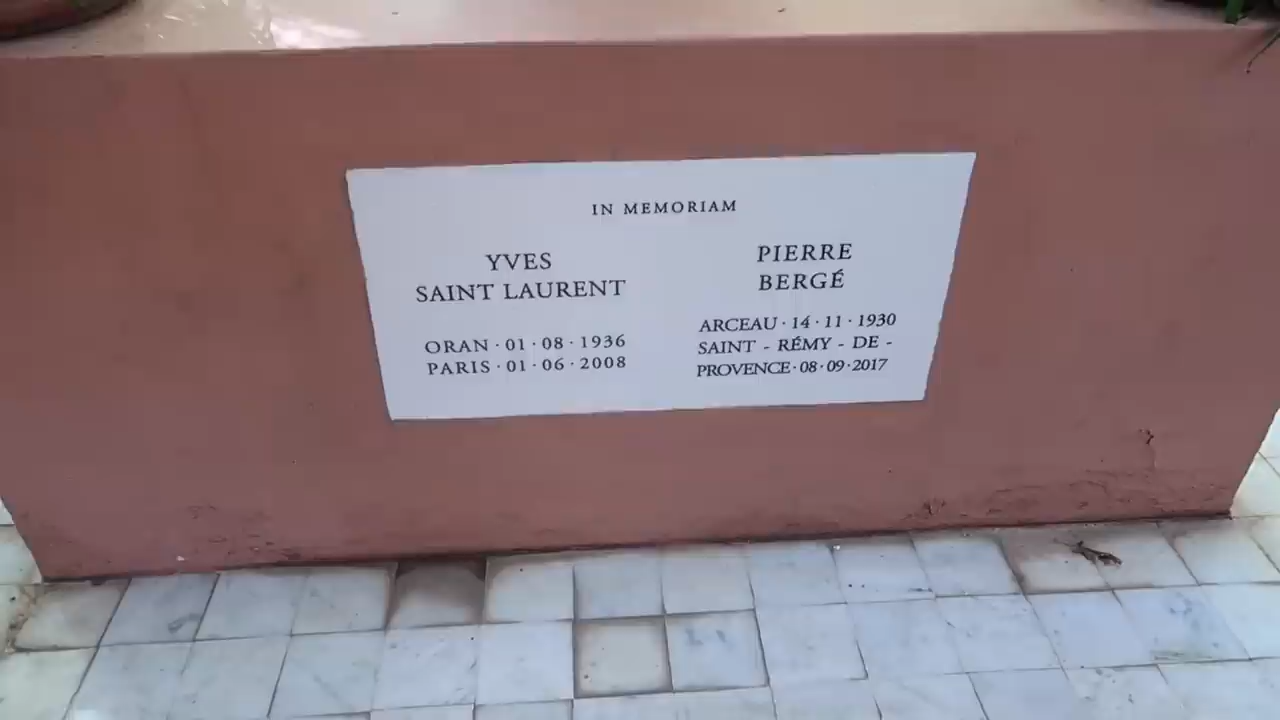 IN MEMORIAM
YVES
SAINT LAURENT
ORAN · 01 · 08 · 1936
PARIS · 01 · 06 · 2008
PIERRE
BERGÉ
ARCEAU · 14 · 11 · 1930
SAINT - RÉMY - DE -
PROVENCE · 08 · 09 · 2017